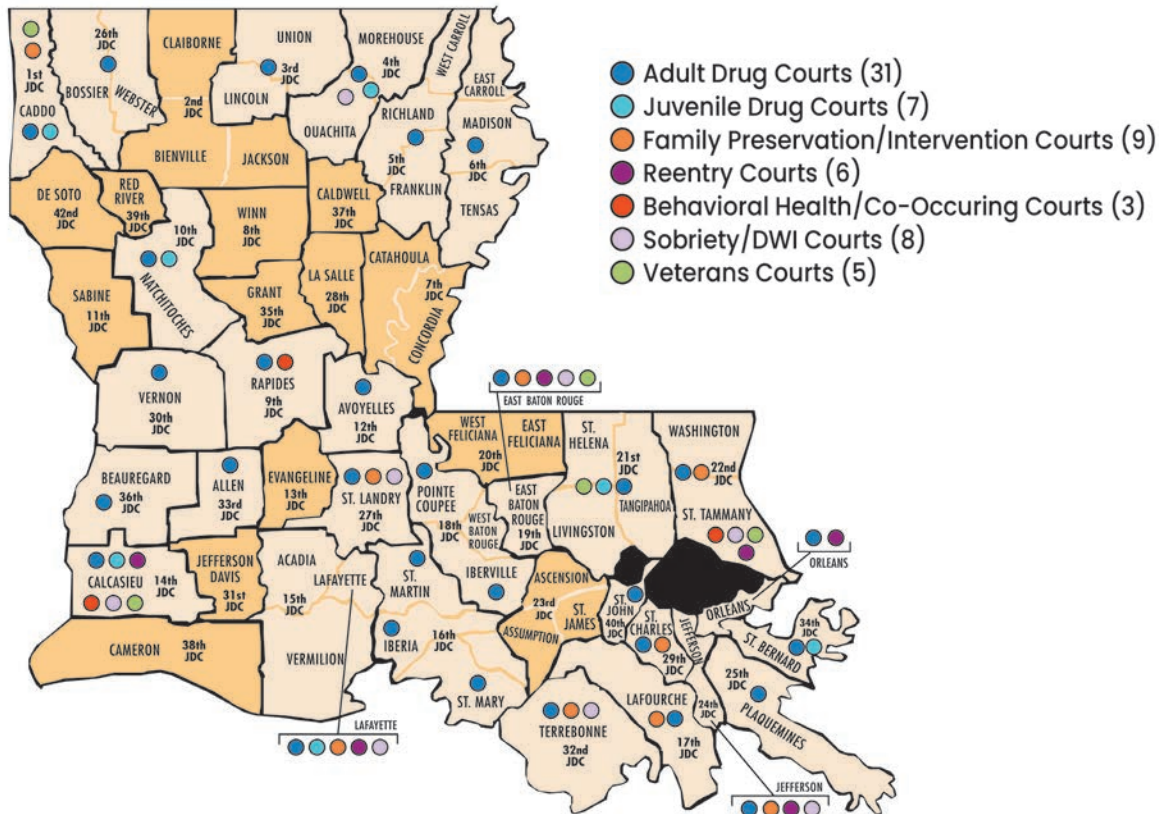 Adult Drug Courts (31)
Juvenile Drug Courts (7)
Family Preservation/Intervention Courts (9)
Reentry Courts (6)
Behavioral Health/Co-Occuring Courts (3)
Sobriety/DWI Courts (8)
Veterans Courts (5)
1st
JDC
CADDO
26th
JDC
BOSSIER
WEBSTER
CLAIBORNE
2nd
JDC
BIENVILLE
JACKSON
UNION
3rd
JDC
LINCOLN
MOREHOUSE
4th
JDC
OUACHITA
WEST CARROLL
RICHLAND
5th
JDC
FRANKLIN
EAST
CARROLL
MADISON
6th
JDC
TENSAS
DE SOTO
42nd
JDC
RED
RIVER
39th
JDC
10th
JDC
NATCHITOCHES
WINN
8th
JDC
CALDWELL
37th
JDC
SABINE
11th
JDC
GRANT
35th
JDC
LA SALLE
28th
JDC
CATAHOULA
7th
JDC
CONCORDIA
VERNON
30th
JDC
RAPIDES
9th
JDC
AVOYELLES
12th
JDC
EAST BATON ROUGE
BEAUREGARD
36th
JDC
ALLEN
33rd
JDC
EVANGELINE
13th
JDC
ST. LANDRY
27th
JDC
POINTE
COUPEE
18th
JDC
WEST
BATON
ROUGE
IBERVILLE
WEST
FELICIANA
EAST
FELICIANA
20th
JDC
EAST
BATON
ROUGE
19th
JDC
ST.
HELENA
21st
JDC
TANGIPAHOA
LIVINGSTON
WASHINGTON
22nd
JDC
ST. TAMMANY
ORLEANS
CALCASIEU
14th
JDC
JEFFERSON
DAVIS
31st
JDC
ACADIA
LAFAYETTE
15th
JDC
VERMILION
CAMERON
38th
JDC
ST.
MARTIN
IBERIA
16th
JDC
ST. MARY
ASCENSION
23rd
JDC
ST.
JAMES
ASSUMPTION
ST.
JOHN
40th
JDC
ST.
CHARLES
29th
JDC
JEFFERSON
ORLEANS
34th
JDC
ST. BERNARD
25th
JDC
PLAQUEMINES
24th
JDC
LAFOURCHE
17th
JDC
TERREBONNE
32nd
JDC
LAFAYETTE
JEFFERSON